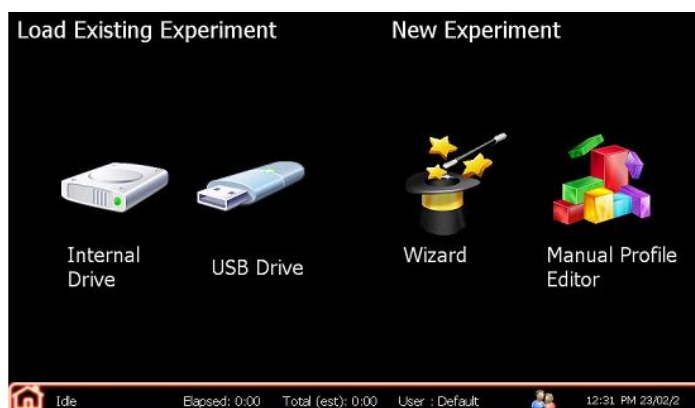 Load Existing Experiment
New Experiment
Internal
Drive
USB Drive
Wizard
Manual Profile
Editor
Idle
Elapsed: 0:00
Total (est): 0:00
User : Default
12:31 PM 23/02/2